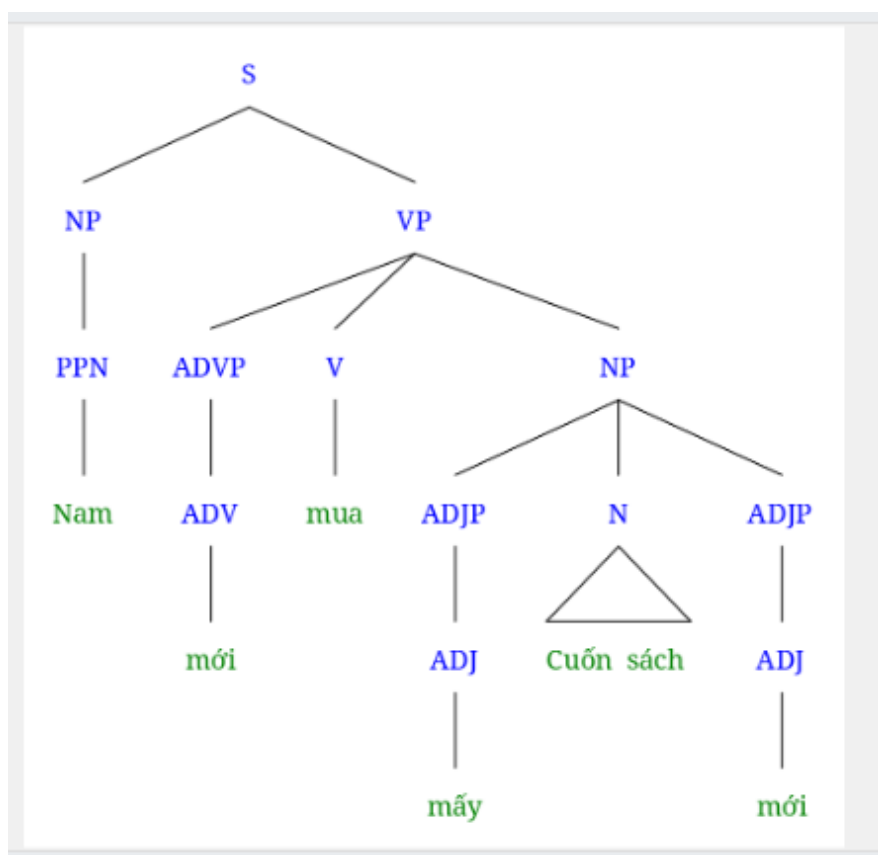 S
NP VP
PPN ADVP V NP
Nam ADV mua ADJP N ADJP
mới ADJ Cuốn sách ADJ
mấy mới